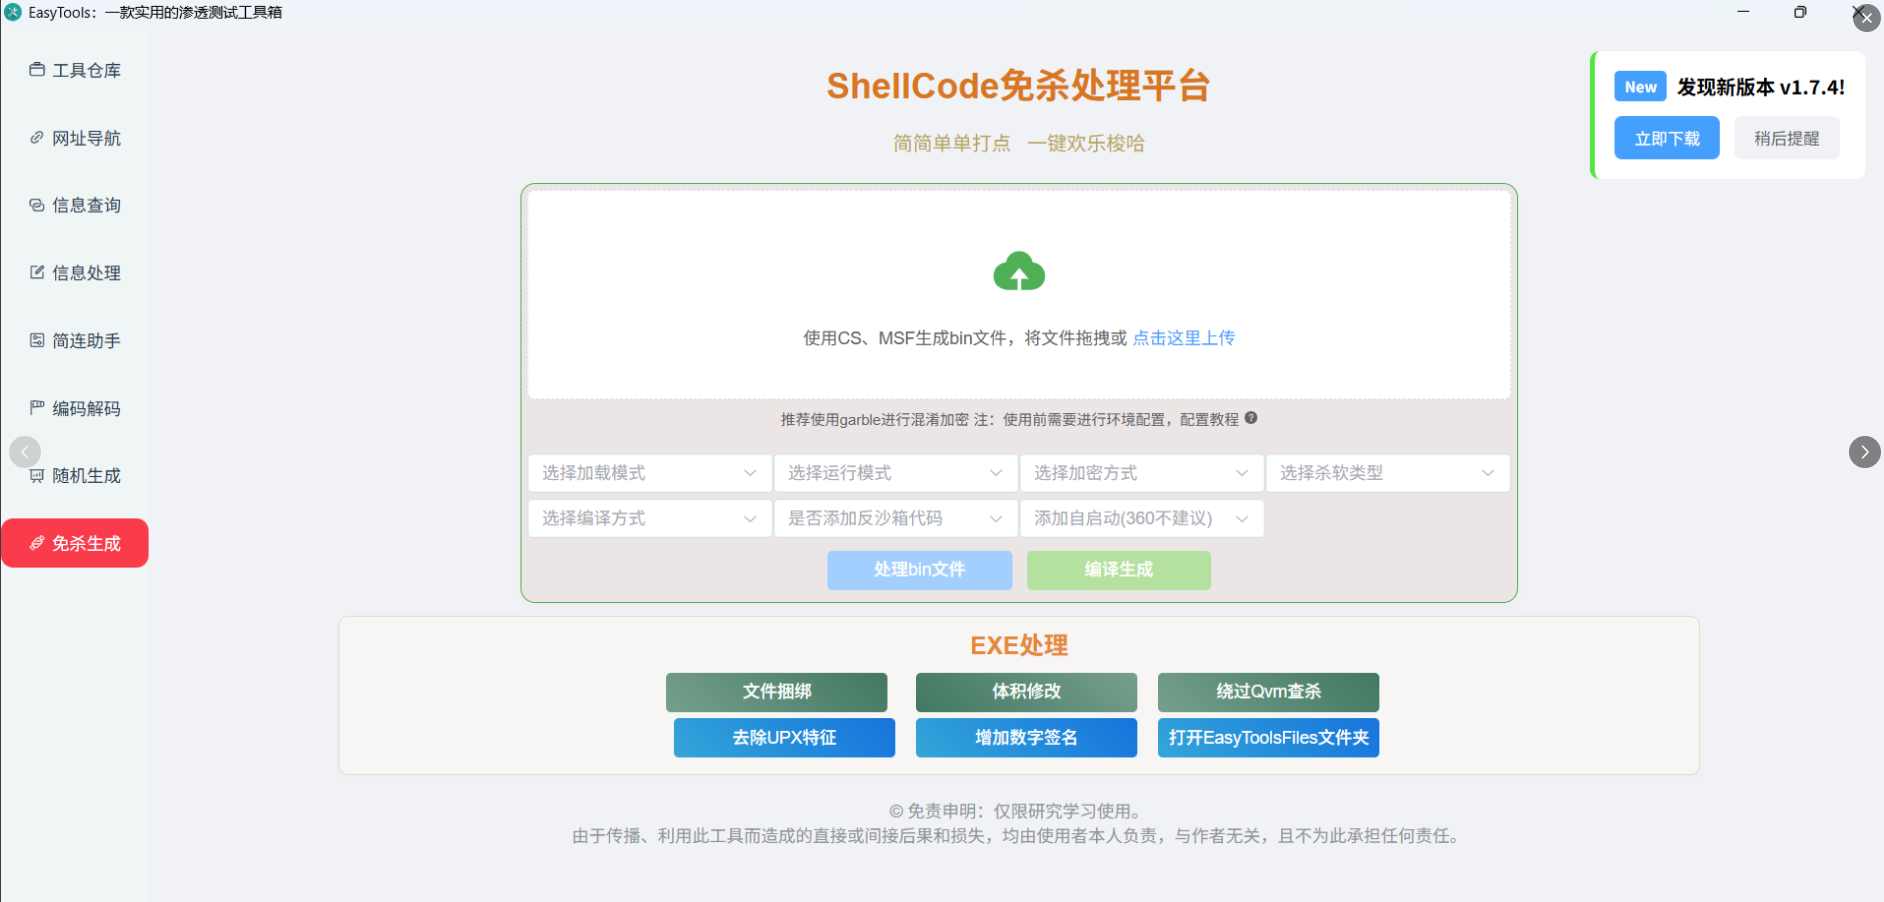 EasyTools：一款实用的渗透测试工具箱
工具仓库
网址导航
信息查询
信息处理
简连助手
编码解码
随机生成
免杀生成
ShellCode免杀处理平台
简简单单打点 一键欢乐梭哈
New 发现新版本 v1.7.4!
立即下载 稍后提醒
使用CS、MSF生成bin文件，将文件拖拽或 点击这里上传
推荐使用garble进行混淆加密 注：使用前需要进行环境配置，配置教程
选择加载模式 选择运行模式 选择加密方式 选择杀软类型
选择编译方式 是否添加反沙箱代码 添加自启动(360不建议)
处理bin文件 编译生成
EXE处理
文件捆绑 体积修改 绕过Qvm查杀
去除UPX特征 增加数字签名 打开EasyToolsFiles文件夹
© 免责申明：仅限研究学习使用。
由于传播、利用此工具而造成的直接或间接后果和损失，均由使用者本人负责，与作者无关，且不为此承担任何责任。